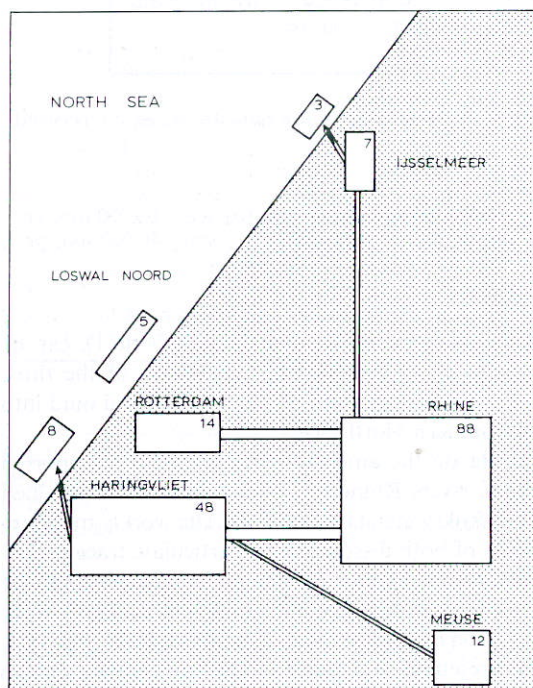 NORTH SEA
3
7
IJSSELMEER
LOSWAL NOORD
5
ROTTERDAM
14
RHINE
88
8
HARINGVLIET
48
MEUSE
12